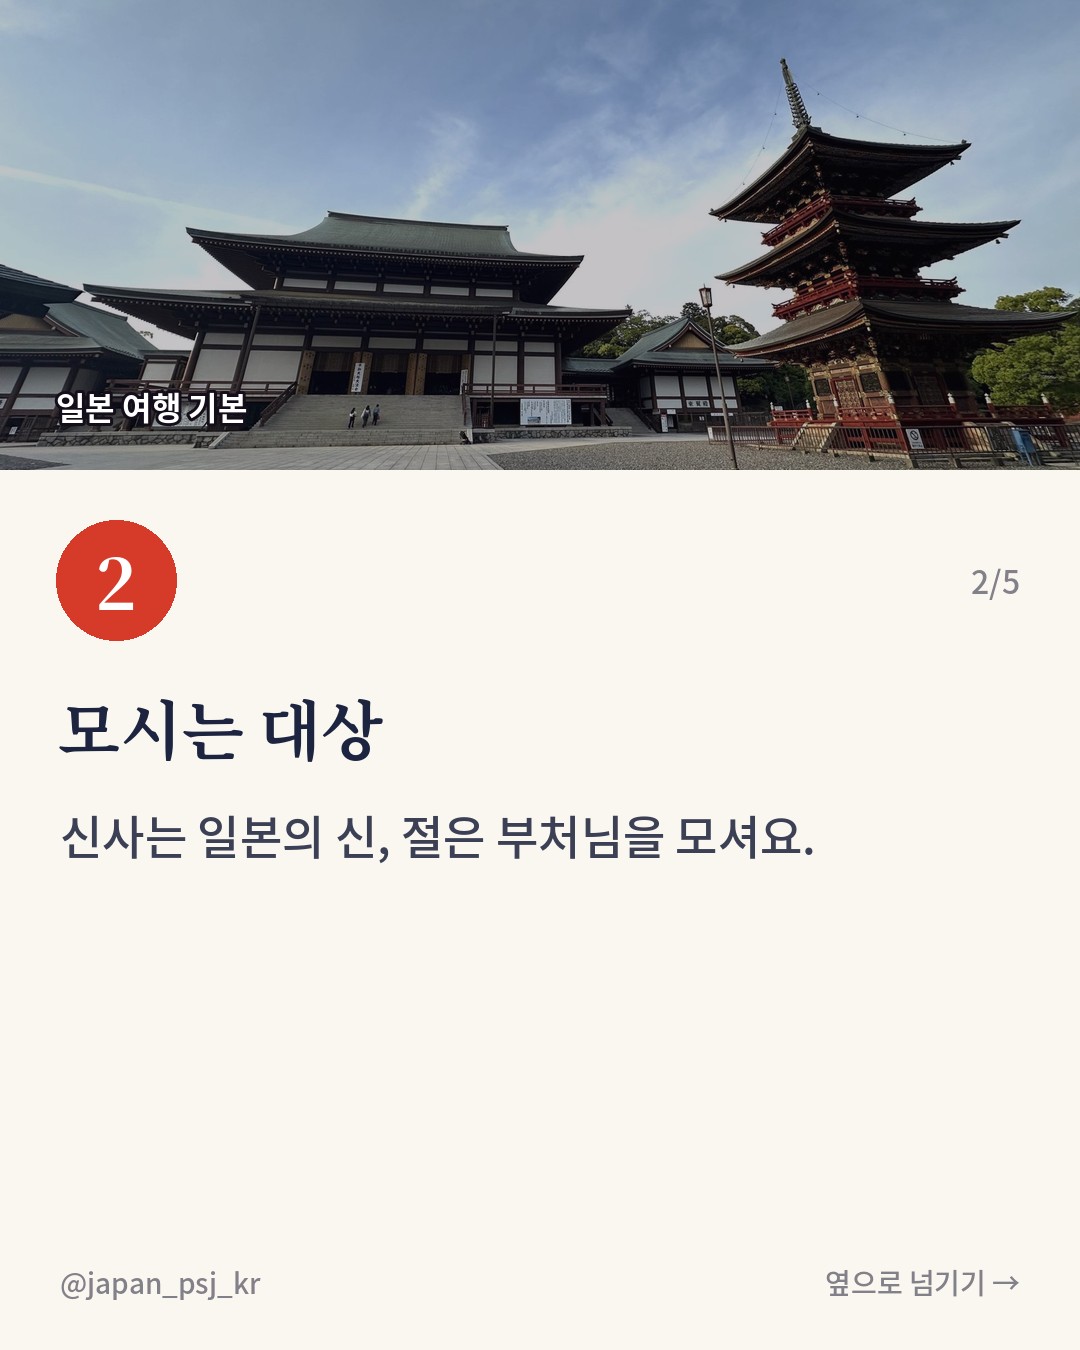 일본 여행 기본
2
2/5
모시는 대상
신사는 일본의 신, 절은 부처님을 모셔요.
@japan_psj_kr
옆으로 넘기기 →